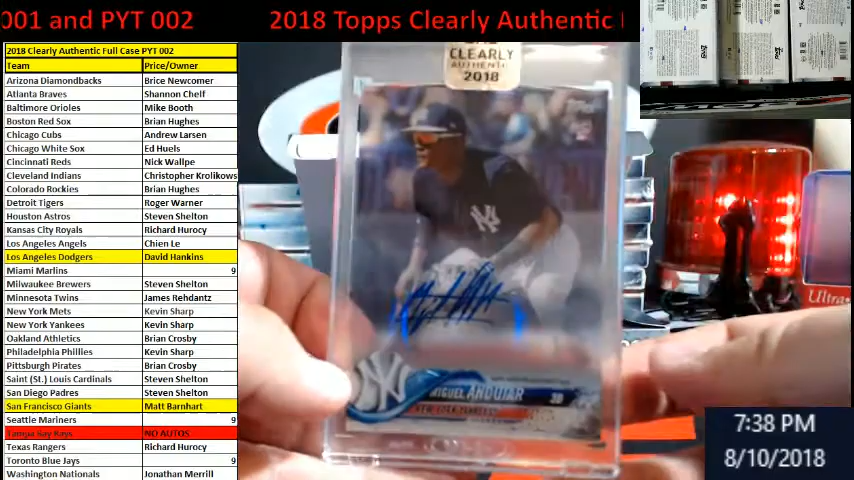 001 and PYT 002
2018 Topps Clearly Authentic
2018 Clearly Authentic Full Case PYT 002
Team Price/Owner
Arizona Diamondbacks Brice Newcomer
Atlanta Braves Shannon Chelf
Baltimore Orioles Mike Booth
Boston Red Sox Brian Hughes
Chicago Cubs Andrew Larsen
Chicago White Sox Ed Huels
Cincinnati Reds Nick Wallpe
Cleveland Indians Christopher Krolikows
Colorado Rockies Brian Hughes
Detroit Tigers Roger Warner
Houston Astros Steven Shelton
Kansas City Royals Richard Hurocy
Los Angeles Angels Chien Le
Los Angeles Dodgers David Hankins
Miami Marlins 9
Milwaukee Brewers Steven Shelton
Minnesota Twins James Rehdantz
New York Mets Kevin Sharp
New York Yankees Kevin Sharp
Oakland Athletics Brian Crosby
Philadelphia Phillies Kevin Sharp
Pittsburgh Pirates Brian Crosby
Saint (St.) Louis Cardinals Steven Shelton
San Diego Padres Steven Shelton
San Francisco Giants Matt Barnhart
Seattle Mariners 9
Tampa Bay Rays NO AUTOS
Texas Rangers Richard Hurocy
Toronto Blue Jays 9
Washington Nationals Jonathan Merrill
CLEARLY
AUTHENTIC
2018
Topps
MIGUEL ANDUJAR 3B
NEW YORK YANKEES
Ultra
7:38 PM
8/10/2018